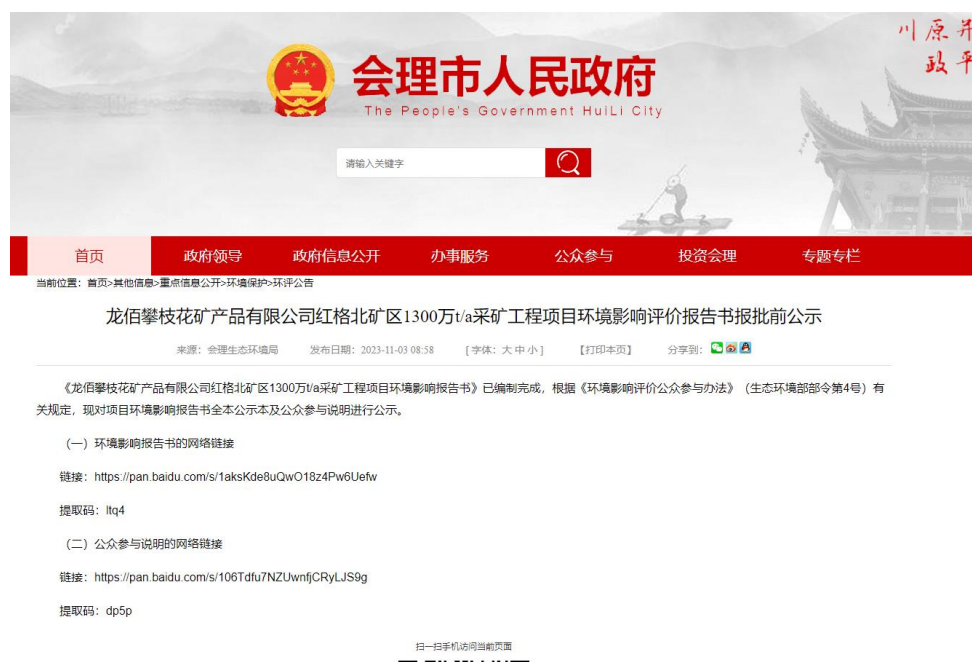 川原并
政平
会理市人民政府
The People's Government HuiLi City
请输入关键字
首页 政府领导 政府信息公开 办事服务 公众参与 投资会理 专题专栏
当前位置：首页>其他信息>重点信息公开>环境保护>环评公告
龙佰攀枝花矿产品有限公司红格北矿区1300万t/a采矿工程项目环境影响评价报告书报批前公示
来源：会理生态环境局 发布日期：2023-11-03 08:58 [字体：大 中 小] 【打印本页】 分享到：
《龙佰攀枝花矿产品有限公司红格北矿区1300万t/a采矿工程项目环境影响报告书》已编制完成，根据《环境影响评价公众参与办法》（生态环境部部令第4号）有
关规定，现对项目环境影响报告书全本公示本及公众参与说明进行公示。
（一）环境影响报告书的网络链接
链接：https://pan.baidu.com/s/1aksKde8uQwO18z4Pw6Uefw
提取码：ltq4
（二）公众参与说明的网络链接
链接：https://pan.baidu.com/s/106Tdfu7NZUwnfjCRyLJS9g
提取码：dp5p
扫一扫手机访问当前页面